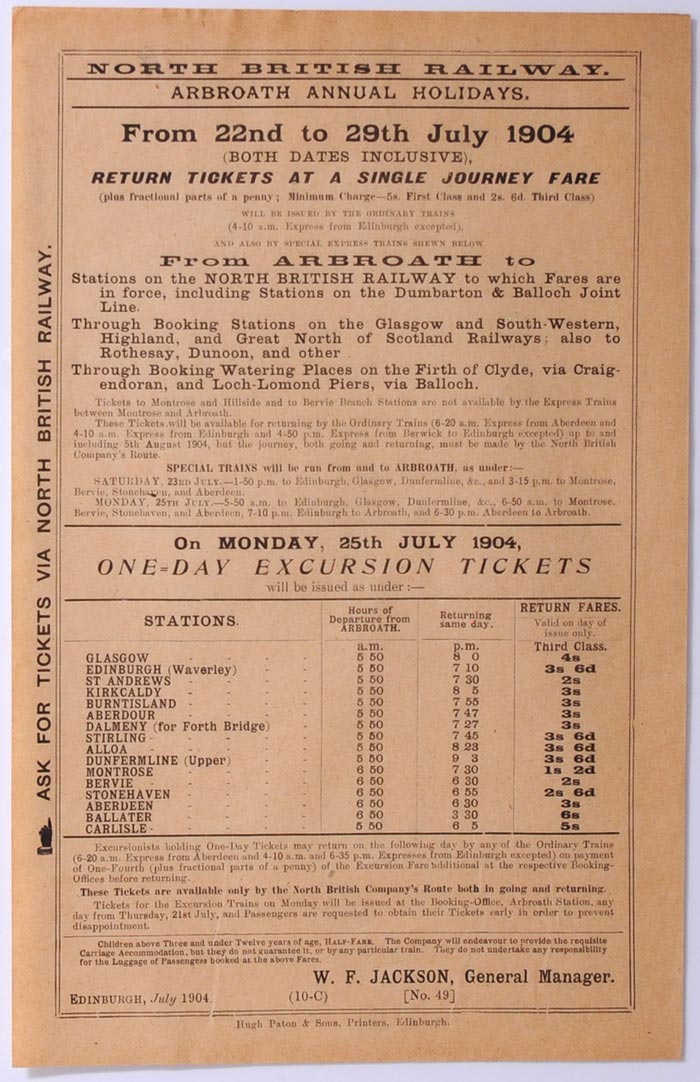 NORTH BRITISH RAILWAY.
ARBROATH ANNUAL HOLIDAYS.
From 22nd to 29th July 1904
(BOTH DATES INCLUSIVE),
RETURN TICKETS AT A SINGLE JOURNEY FARE
(plus fractional parts of a penny; Minimum Charge—5s. First Class and 2s. 6d. Third Class)
WILL BE ISSUED BY THE ORDINARY TRAINS
(4-10 a.m. Express from Edinburgh excepted),
AND ALSO BY SPECIAL EXPRESS TRAINS SHEWN BELOW
From ARBROATH to
Stations on the NORTH BRITISH RAILWAY to which Fares are
in force, including Stations on the Dumbarton & Balloch Joint
Line.
Through Booking Stations on the Glasgow and South-Western,
Highland, and Great North of Scotland Railways; also to
Rothesay, Dunoon, and other
Through Booking Watering Places on the Firth of Clyde, via Craig-
endoran, and Loch-Lomond Piers, via Balloch.
Tickets to Montrose and Hillside and to Bervie Branch Stations are not available by the Express Trains
between Montrose and Arbroath.
These Tickets will be available for returning by the Ordinary Trains (6-20 a.m. Express from Aberdeen and
4-10 a.m. Express from Edinburgh and 4-50 p.m. Express from Berwick to Edinburgh excepted) up to and
including 5th August 1904, but the journey, both going and returning, must be made by the North British
Company's Route.
SPECIAL TRAINS will be run from and to ARBROATH, as under:—
SATURDAY, 23RD JULY.—1-50 p.m. to Edinburgh, Glasgow, Dunfermline, &c., and 3-15 p.m. to Montrose,
Bervie, Stonehaven, and Aberdeen.
MONDAY, 25TH JULY.—5-50 a.m. to Edinburgh, Glasgow, Dunfermline, &c., 6-50 a.m. to Montrose,
Bervie, Stonehaven, and Aberdeen, 7-10 p.m. Edinburgh to Arbroath, and 6-30 p.m. Aberdeen to Arbroath.
On MONDAY, 25th JULY 1904,
ONE=DAY EXCURSION TICKETS
will be issued as under:—
STATIONS. Hours of Departure from ARBROATH. Returning same day. RETURN FARES. Valid on day of issue only.
a.m. p.m. Third Class.
GLASGOW - - - - 5 50 8 0 4s
EDINBURGH (Waverley) - - 5 50 7 10 3s 6d
ST ANDREWS - - - - 5 50 7 30 2s
KIRKCALDY - - - - 5 50 8 5 3s
BURNTISLAND - - - - 5 50 7 55 3s
ABERDOUR - - - - 5 50 7 47 3s
DALMENY (for Forth Bridge) - 5 50 7 27 3s
STIRLING - - - - 5 50 7 45 3s 6d
ALLOA - - - - 5 50 8 23 3s 6d
DUNFERMLINE (Upper) - - 5 50 9 3 3s 6d
MONTROSE - - - - 6 50 7 30 1s 2d
BERVIE - - - - 6 50 6 30 2s
STONEHAVEN - - - - 6 50 6 55 2s 6d
ABERDEEN - - - - 6 50 6 30 3s
BALLATER - - - - 6 50 3 30 6s
CARLISLE - - - - 5 50 6 5 5s
Excursionists holding One-Day Tickets may return on the following day by any of the Ordinary Trains
(6-20 a.m. Express from Aberdeen and 4-10 a.m. and 6-35 p.m. Expresses from Edinburgh excepted) on payment
of One-Fourth (plus fractional parts of a penny) of the Excursion Fare additional at the respective Booking-
Offices before returning.
These Tickets are available only by the North British Company's Route both in going and returning.
Tickets for the Excursion Trains on Monday will be issued at the Booking-Office, Arbroath Station, any
day from Thursday, 21st July, and Passengers are requested to obtain their Tickets early in order to prevent
disappointment.
Children above Three and under Twelve years of age, HALF-FARE. The Company will endeavour to provide the requisite
Carriage Accommodation, but they do not guarantee it, or by any particular train. They do not undertake any responsibility
for the Luggage of Passengers booked at the above Fares.
W. F. JACKSON, General Manager.
EDINBURGH, July 1904. (10-C) [No. 49]
Hugh Paton & Sons, Printers, Edinburgh.
ASK FOR TICKETS VIA NORTH BRITISH RAILWAY.